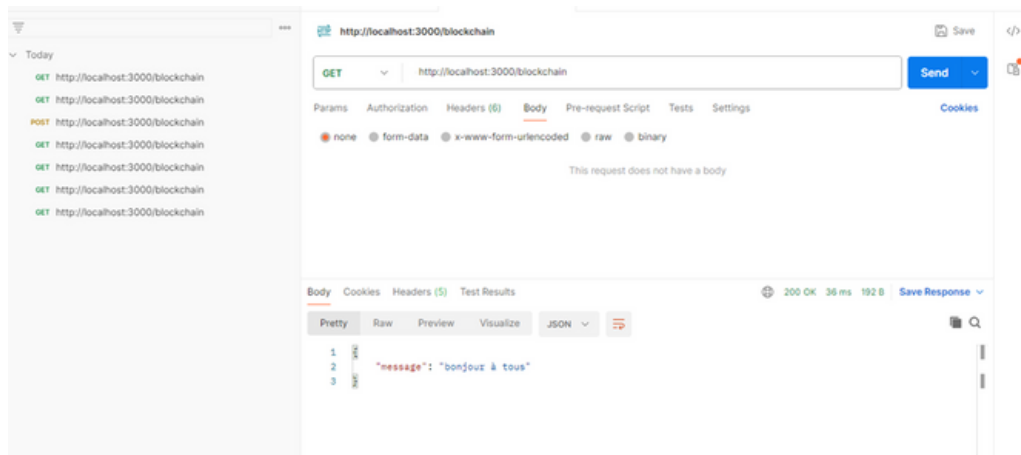 Today
GET http://localhost:3000/blockchain
GET http://localhost:3000/blockchain
POST http://localhost:3000/blockchain
GET http://localhost:3000/blockchain
GET http://localhost:3000/blockchain
GET http://localhost:3000/blockchain
GET http://localhost:3000/blockchain
http://localhost:3000/blockchain Save
GET http://localhost:3000/blockchain Send
Params Authorization Headers (6) Body Pre-request Script Tests Settings Cookies
none form-data x-www-form-urlencoded raw binary
This request does not have a body
Body Cookies Headers (5) Test Results 200 OK 36 ms 192 B Save Response
Pretty Raw Preview Visualize JSON
1 {
2 "message": "bonjour à tous"
3 }